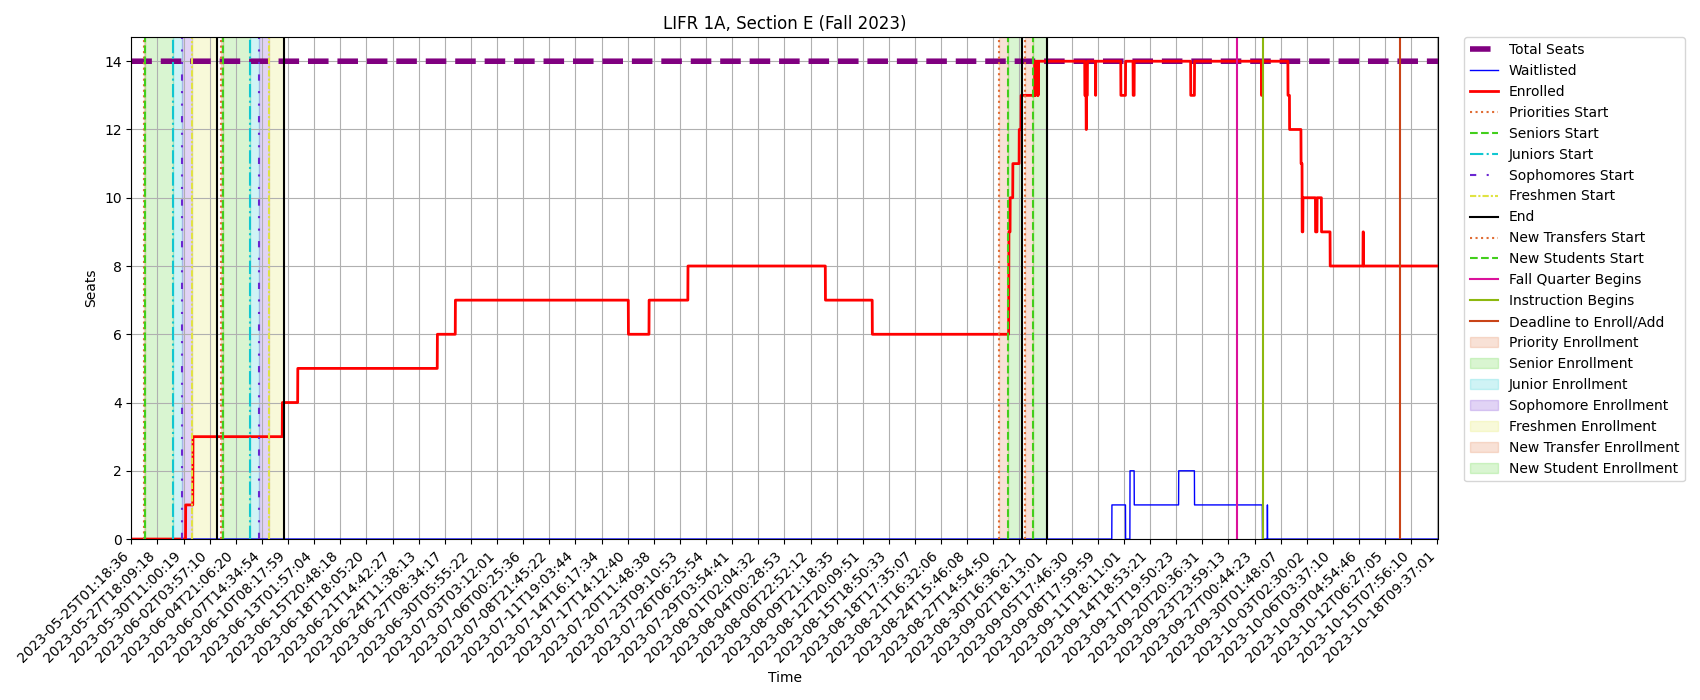 LIFR 1A, Section E (Fall 2023)
Seats
14
12
10
8
6
4
2
0
2023-05-25T01:18:36
2023-05-27T18:09:18
2023-05-30T11:00:19
2023-06-02T03:57:10
2023-06-04T21:06:20
2023-06-07T14:34:54
2023-06-10T08:17:59
2023-06-13T01:57:04
2023-06-15T20:48:18
2023-06-18T18:05:20
2023-06-21T14:42:27
2023-06-24T11:38:13
2023-06-27T08:34:17
2023-06-30T05:55:22
2023-07-03T03:12:01
2023-07-06T00:25:36
2023-07-08T21:45:22
2023-07-11T19:03:44
2023-07-14T16:17:34
2023-07-17T14:12:40
2023-07-20T11:48:38
2023-07-23T09:10:53
2023-07-26T06:25:54
2023-07-29T03:54:41
2023-08-01T02:04:32
2023-08-04T00:28:53
2023-08-06T22:52:12
2023-08-09T21:18:35
2023-08-12T20:09:51
2023-08-15T18:50:33
2023-08-18T17:35:07
2023-08-21T16:32:06
2023-08-24T15:46:08
2023-08-27T14:54:50
2023-08-30T16:36:21
2023-09-02T18:13:01
2023-09-05T17:46:30
2023-09-08T17:59:59
2023-09-11T18:11:01
2023-09-14T18:53:21
2023-09-17T19:50:23
2023-09-20T20:36:31
2023-09-23T23:59:13
2023-09-27T00:44:23
2023-09-30T01:48:07
2023-10-03T02:30:02
2023-10-06T03:37:10
2023-10-09T04:54:46
2023-10-12T06:27:05
2023-10-15T07:56:10
2023-10-18T09:37:01
Time
Total Seats
Waitlisted
Enrolled
Priorities Start
Seniors Start
Juniors Start
Sophomores Start
Freshmen Start
End
New Transfers Start
New Students Start
Fall Quarter Begins
Instruction Begins
Deadline to Enroll/Add
Priority Enrollment
Senior Enrollment
Junior Enrollment
Sophomore Enrollment
Freshmen Enrollment
New Transfer Enrollment
New Student Enrollment